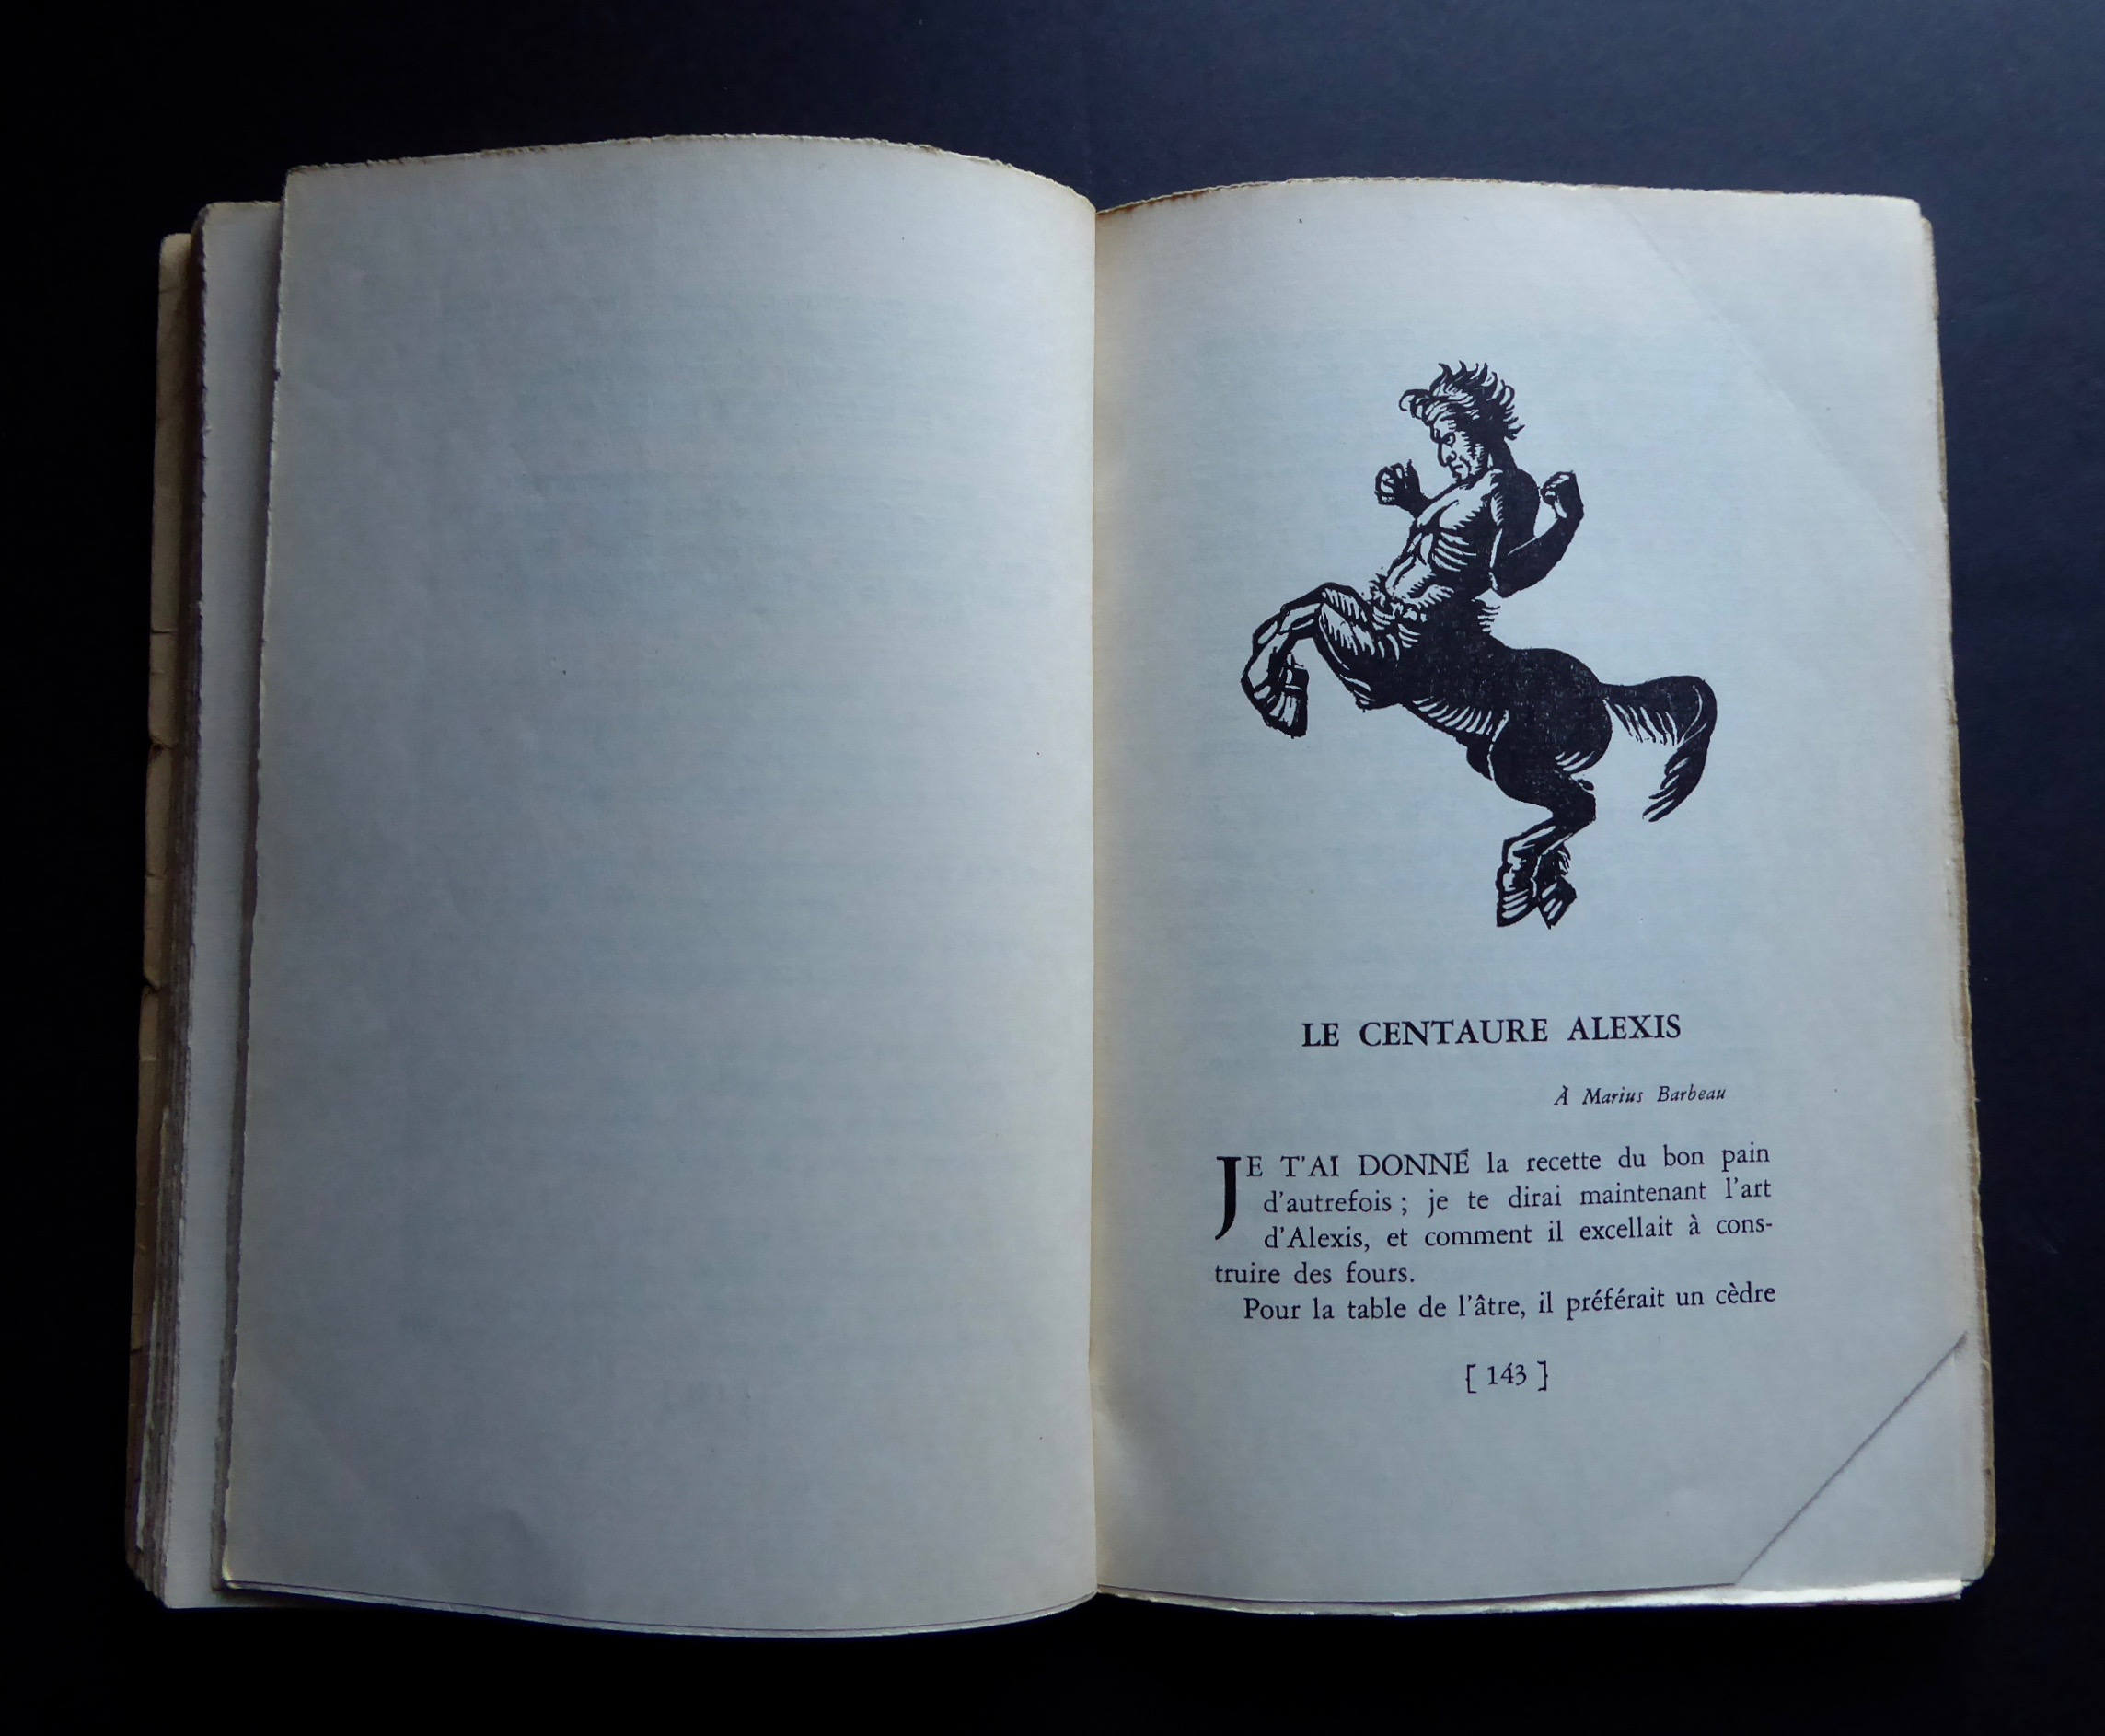 LE CENTAURE ALEXIS
À Marius Barbeau
JE T'AI DONNÉ la recette du bon pain
d'autrefois ; je te dirai maintenant l'art
d'Alexis, et comment il excellait à cons-
truire des fours.
Pour la table de l'âtre, il préférait un cèdre
[ 143 ]